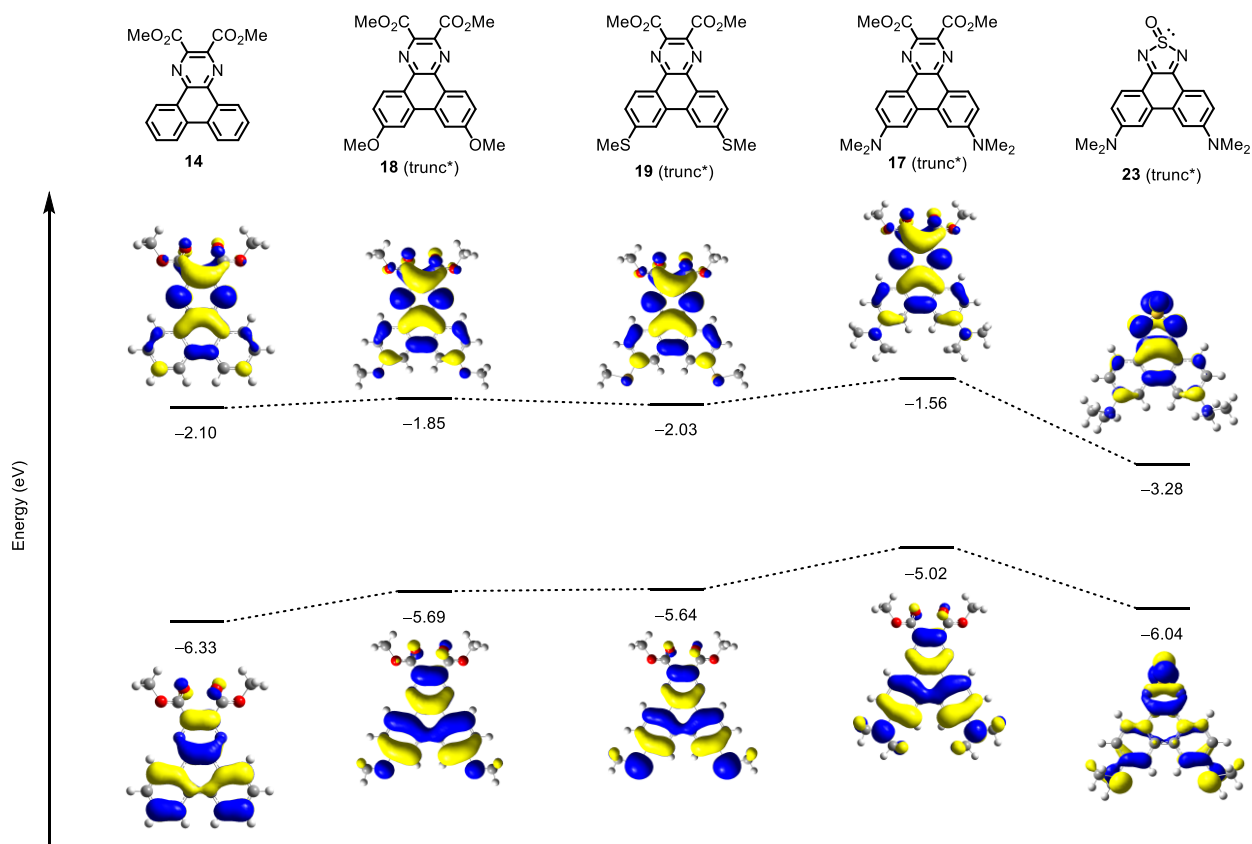 MeO₂C CO₂Me
N N
14
MeO₂C CO₂Me
N N
MeO OMe
18 (trunc*)
MeO₂C CO₂Me
N N
MeS SMe
19 (trunc*)
MeO₂C CO₂Me
N N
Me2N NMe2
17 (trunc*)
O
S
N N
Me2N NMe2
23 (trunc*)
Energy (eV)
−2.10
−1.85
−2.03
−1.56
−3.28
−6.33
−5.69
−5.64
−5.02
−6.04